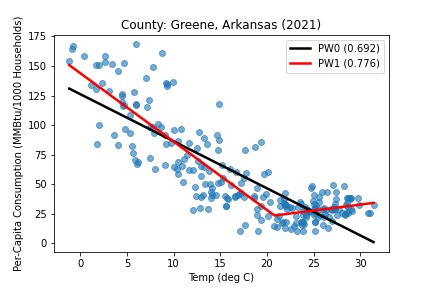 County: Greene, Arkansas (2021)
Per-Capita Consumption (MMBtu/1000 Households)
175
150
125
100
75
50
25
0
PW0 (0.692)
PW1 (0.776)
0 5 10 15 20 25 30
Temp (deg C)